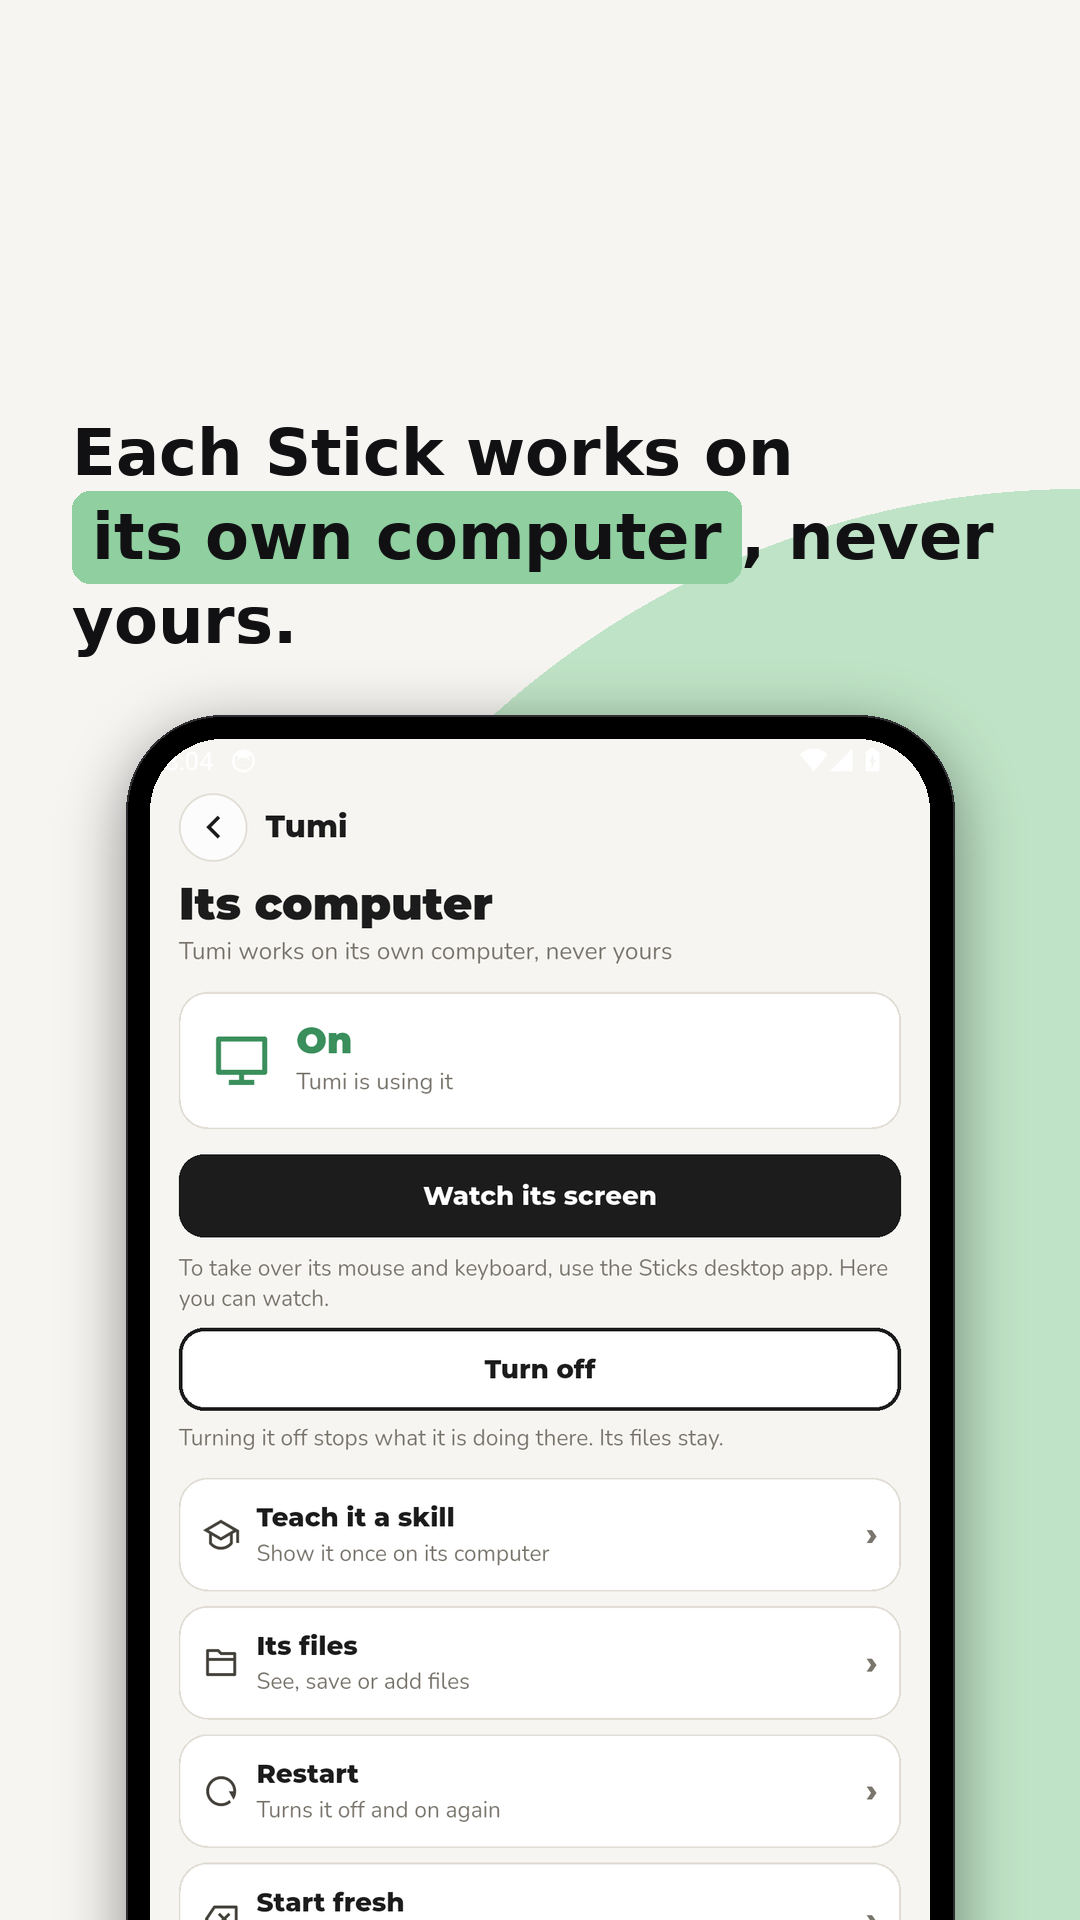 Each Stick works on
its own computer, never
yours.
Tumi
Its computer
Tumi works on its own computer, never yours
On
Tumi is using it
Watch its screen
To take over its mouse and keyboard, use the Sticks desktop app. Here
you can watch.
Turn off
Turning it off stops what it is doing there. Its files stay.
Teach it a skill
Show it once on its computer
Its files
See, save or add files
Restart
Turns it off and on again
Start fresh